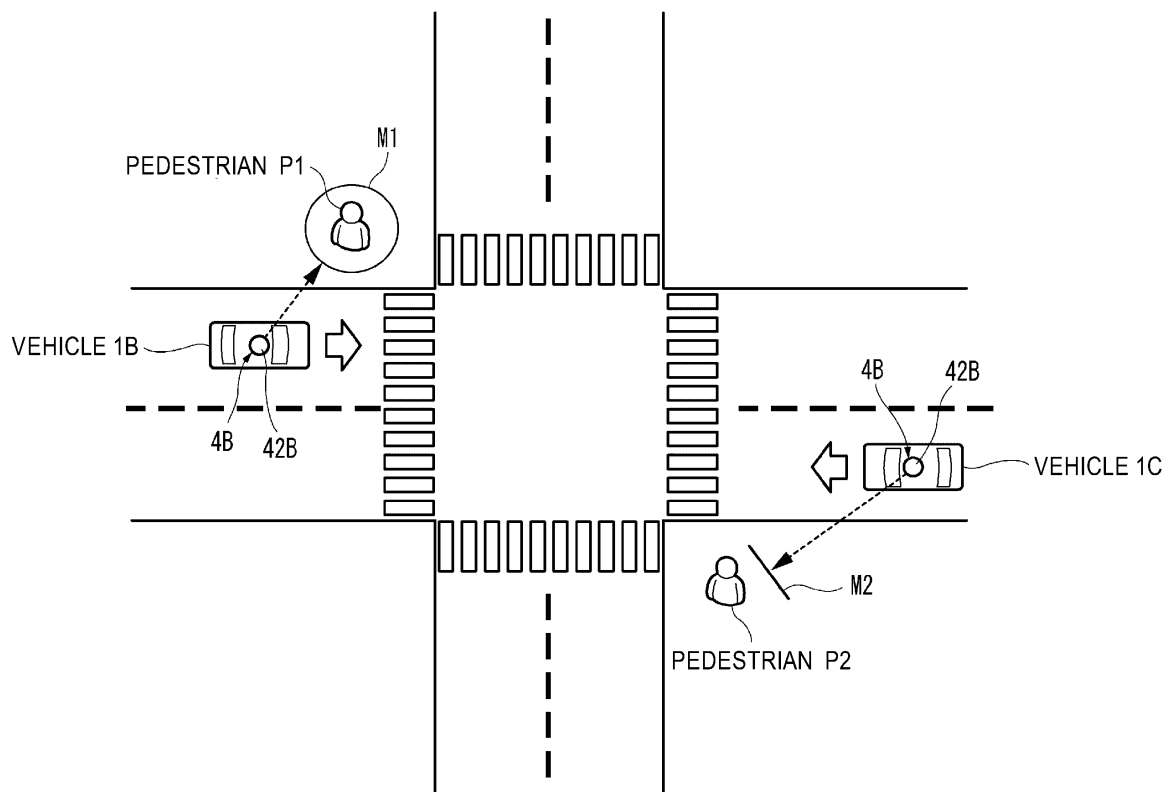 M1
PEDESTRIAN P1
VEHICLE 1B
4B
42B
4B
42B
VEHICLE 1C
M2
PEDESTRIAN P2